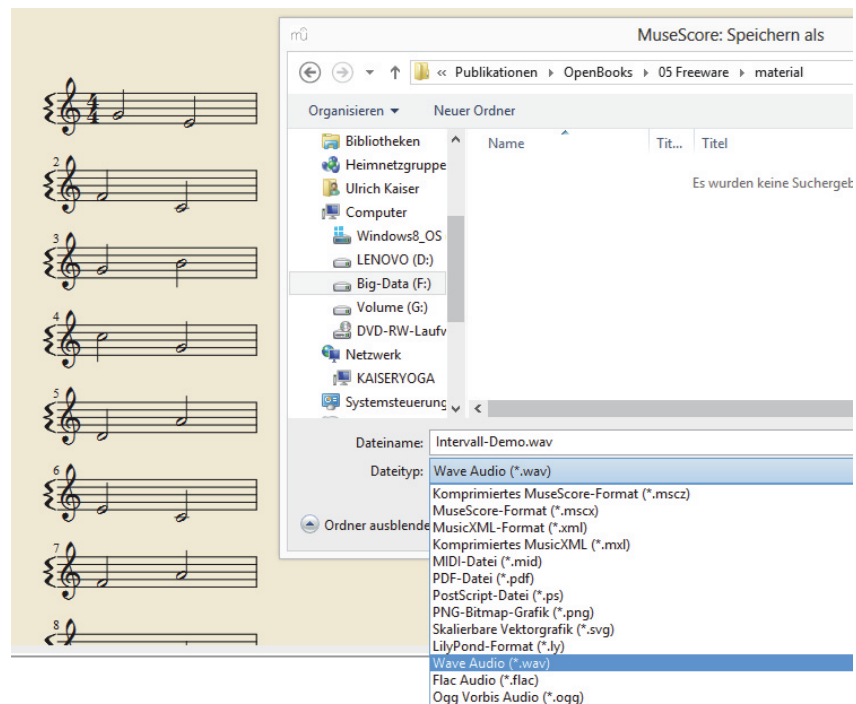 MuseScore: Speichern als
« Publikationen OpenBooks 05 Freeware material
Organisieren Neuer Ordner
Bibliotheken
Heimnetzgruppe
Ulrich Kaiser
Computer
Windows8_OS
LENOVO (D:)
Big-Data (F:)
Volume (G:)
DVD-RW-Laufv
Netzwerk
KAISERYOGA
Systemsteuerung
Name Tit... Titel
Es wurden keine Suchergeb
Dateiname: Intervall-Demo.wav
Dateityp: Wave Audio (*.wav)
Komprimiertes MuseScore-Format (*.mscz)
MuseScore-Format (*.mscx)
MusicXML-Format (*.xml)
Komprimiertes MusicXML (*.mxl)
MIDI-Datei (*.mid)
PDF-Datei (*.pdf)
PostScript-Datei (*.ps)
PNG-Bitmap-Grafik (*.png)
Skalierbare Vektorgrafik (*.svg)
LilyPond-Format (*.ly)
Wave Audio (*.wav)
Flac Audio (*.flac)
Ogg Vorbis Audio (*.ogg)
Ordner ausblende
4
4
2
3
4
5
6
7
8